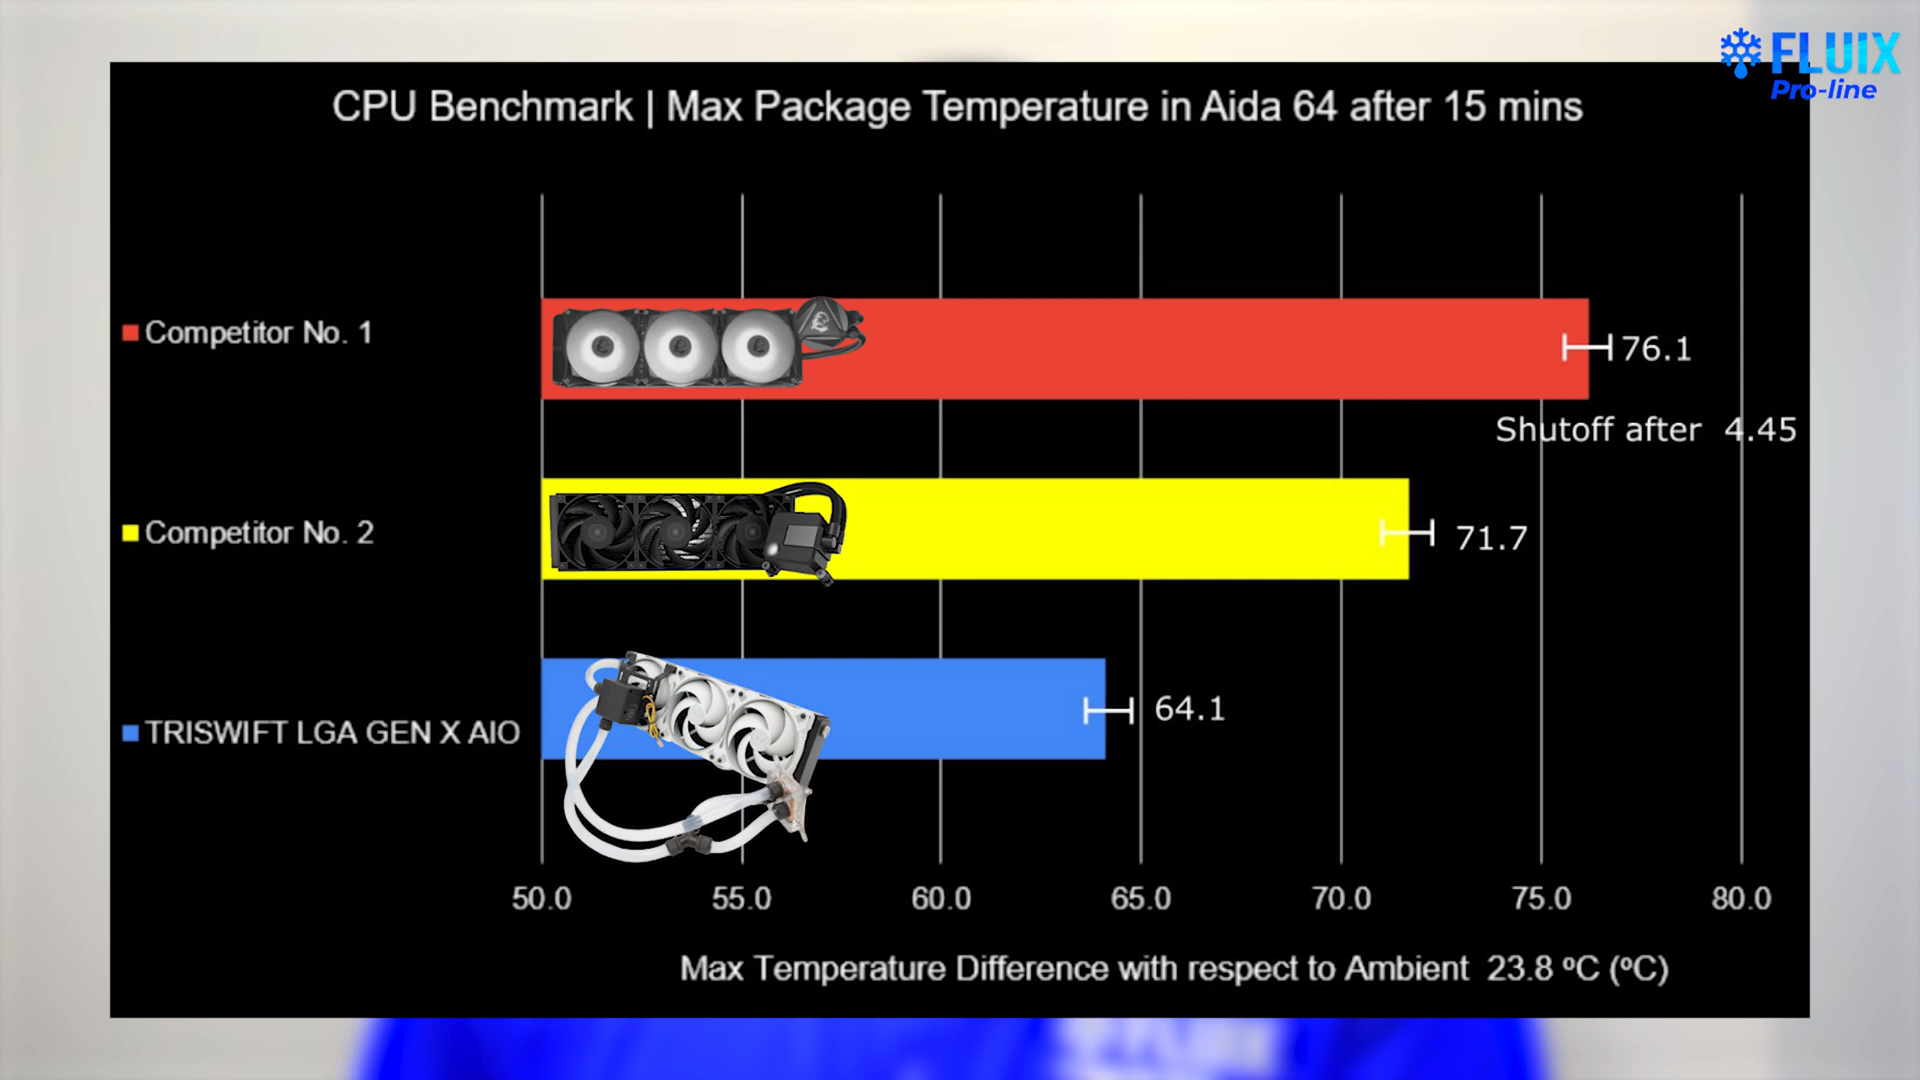 FLUIX
Pro-line
CPU Benchmark | Max Package Temperature in Aida 64 after 15 mins
Competitor No. 1
76.1
Shutoff after 4.45
Competitor No. 2
71.7
TRISWIFT LGA GEN X AIO
64.1
50.0 55.0 60.0 65.0 70.0 75.0 80.0
Max Temperature Difference with respect to Ambient 23.8 ºC (ºC)